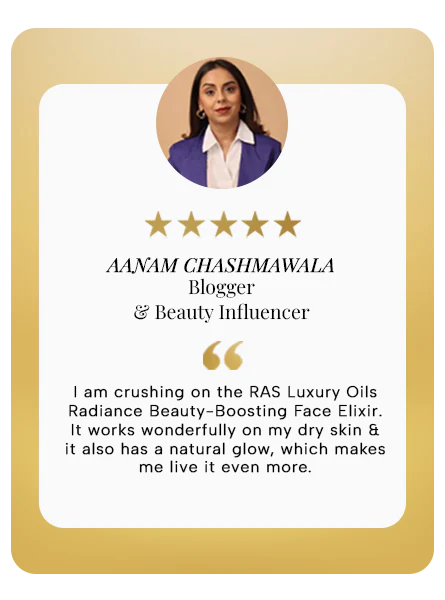 AANAM CHASHMAWALA
Blogger
& Beauty Influencer
“
I am crushing on the RAS Luxury Oils
Radiance Beauty-Boosting Face Elixir.
It works wonderfully on my dry skin &
it also has a natural glow, which makes
me live it even more.